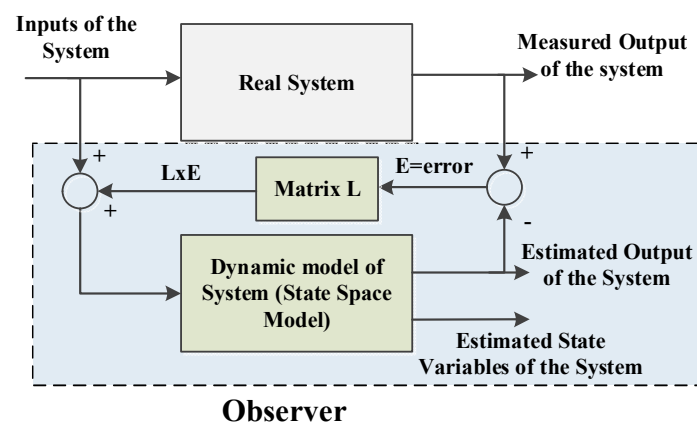 Inputs of the
System
Measured Output
of the system
Real System
+
+
LxE
E=error
+
Matrix L
-
Dynamic model of
System (State Space
Model)
Estimated Output
of the System
Estimated State
Variables of the System
Observer